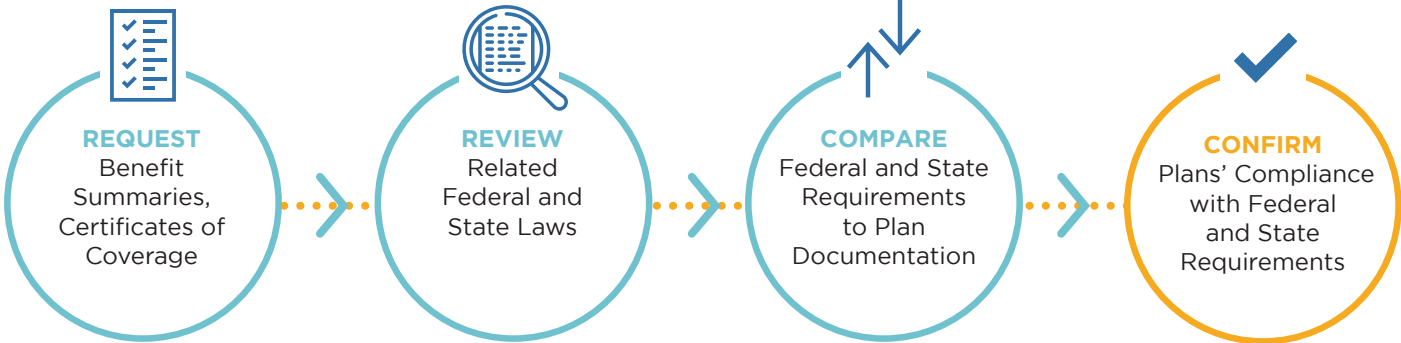 REQUEST
Benefit
Summaries,
Certificates of
Coverage
REVIEW
Related
Federal and
State Laws
COMPARE
Federal and State
Requirements
to Plan
Documentation
CONFIRM
Plans’ Compliance
with Federal
and State
Requirements